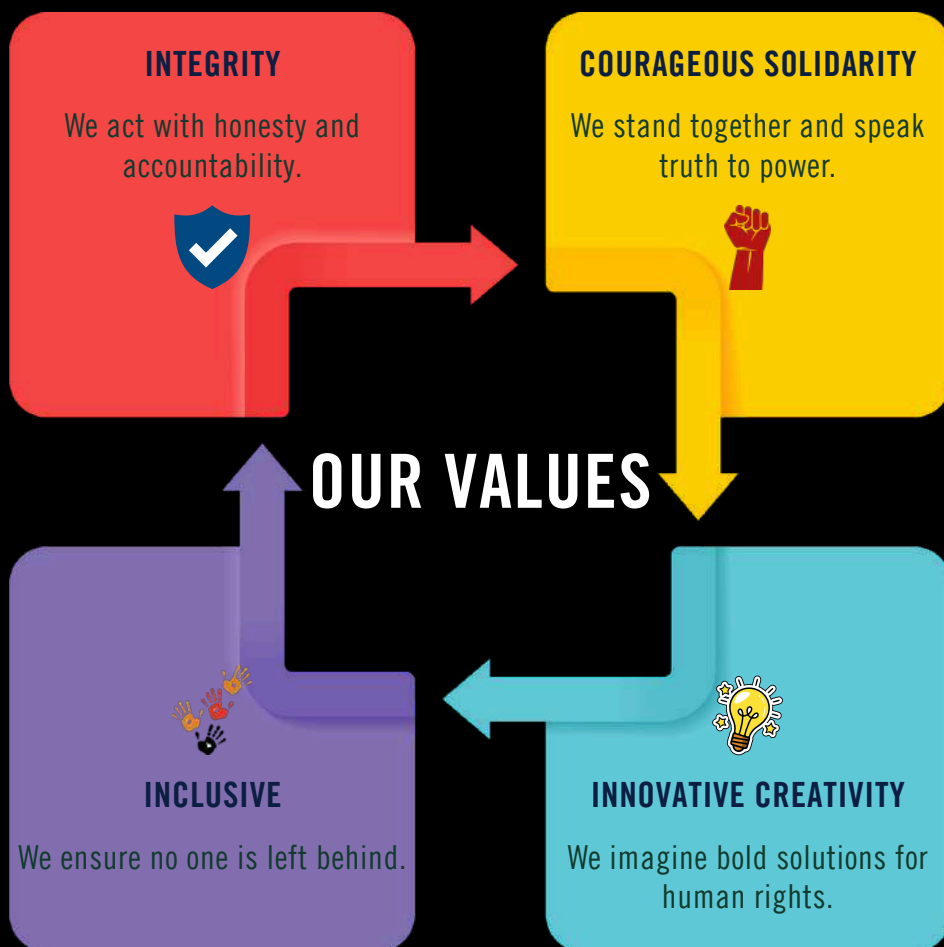 INTEGRITY
We act with honesty and
accountability.
COURAGEOUS SOLIDARITY
We stand together and speak
truth to power.
OUR VALUES
INCLUSIVE
We ensure no one is left behind.
INNOVATIVE CREATIVITY
We imagine bold solutions for
human rights.